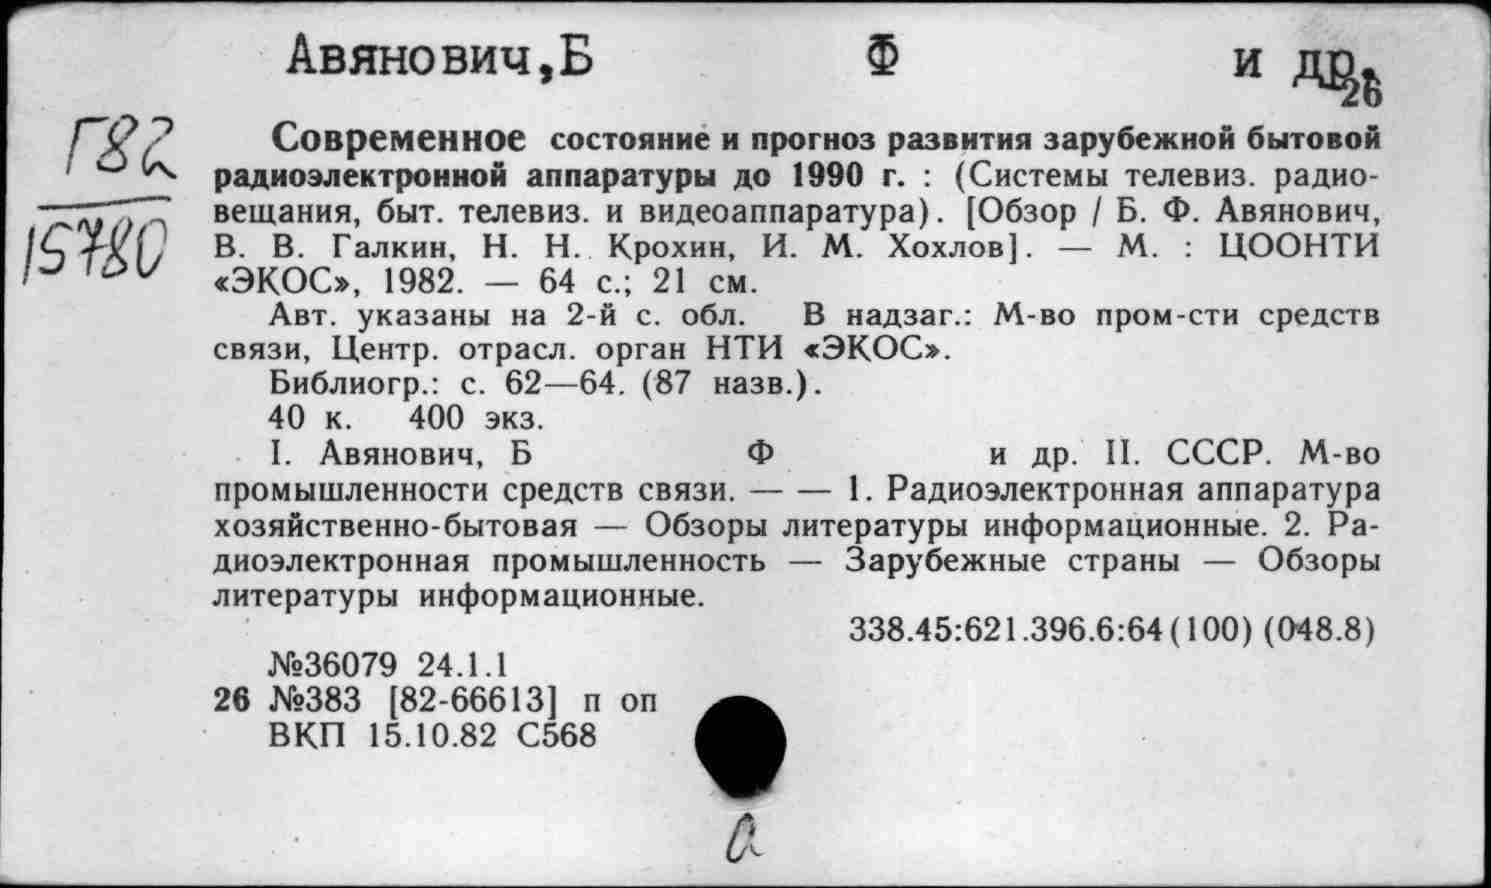 Авянович,Б Ф и др.
26
Г82
15780
Современное состояние и прогноз развития зарубежной бытовой
радиоэлектронной аппаратуры до 1990 г. : (Системы телевиз. радио-
вещания, быт. телевиз. и видеоаппаратура). [Обзор / Б. Ф. Авянович,
В. В. Галкин, Н. Н. Крохин, И. М. Хохлов]. — М. : ЦООНТИ
«ЭКОС», 1982. — 64 с.; 21 см.
Авт. указаны на 2-й с. обл. В надзаг.: М-во пром-сти средств
связи, Центр. отрасл. орган НТИ «ЭКОС».
Библиогр.: с. 62—64. (87 назв.).
40 к. 400 экз.
I. Авянович, Б Ф и др. II. СССР. М-во
промышленности средств связи. — — 1. Радиоэлектронная аппаратура
хозяйственно-бытовая — Обзоры литературы информационные. 2. Ра-
диоэлектронная промышленность — Зарубежные страны — Обзоры
литературы информационные.
338.45:621.396.6:64(100)(048.8)
№36079 24.1.1
26 №383 [82-66613] п оп
ВКП 15.10.82 С568
а